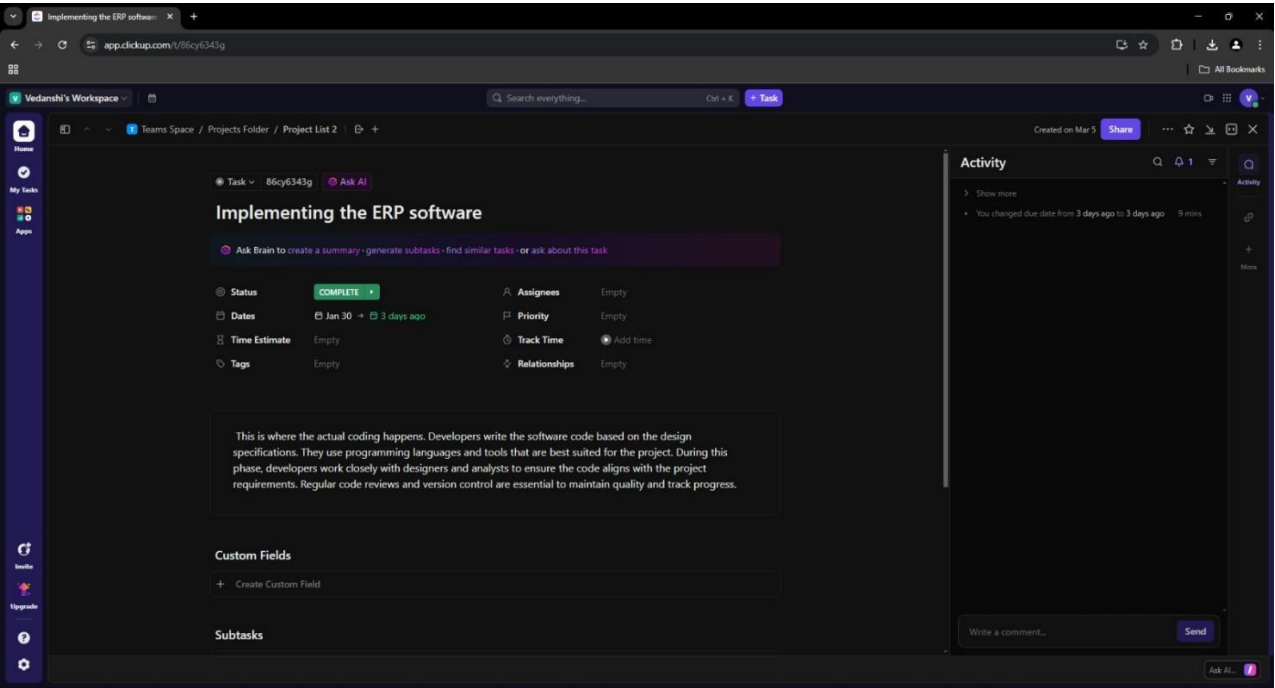 Implementing the ERP software
app.clickup.com/t/86cy6343g
All Bookmarks
V Vedanshi's Workspace
Search everything...
Ctrl + K
+ Task
V
Home
My Tasks
Apps
Invite
Upgrade
T Teams Space / Projects Folder / Project List 2
Created on Mar 5
Share
Task
86cy6343g
Ask AI
Implementing the ERP software
Ask Brain to create a summary · generate subtasks · find similar tasks · or ask about this task
Status
COMPLETE
Assignees
Empty
Dates
Jan 30 → 3 days ago
Priority
Empty
Time Estimate
Empty
Track Time
Add time
Tags
Empty
Relationships
Empty
This is where the actual coding happens. Developers write the software code based on the design
specifications. They use programming languages and tools that are best suited for the project. During this
phase, developers work closely with designers and analysts to ensure the code aligns with the project
requirements. Regular code reviews and version control are essential to maintain quality and track progress.
Custom Fields
+ Create Custom Field
Subtasks
Activity
1
Show more
You changed due date from 3 days ago to 3 days ago
9 mins
Write a comment...
Send
Activity
More
Ask AI...